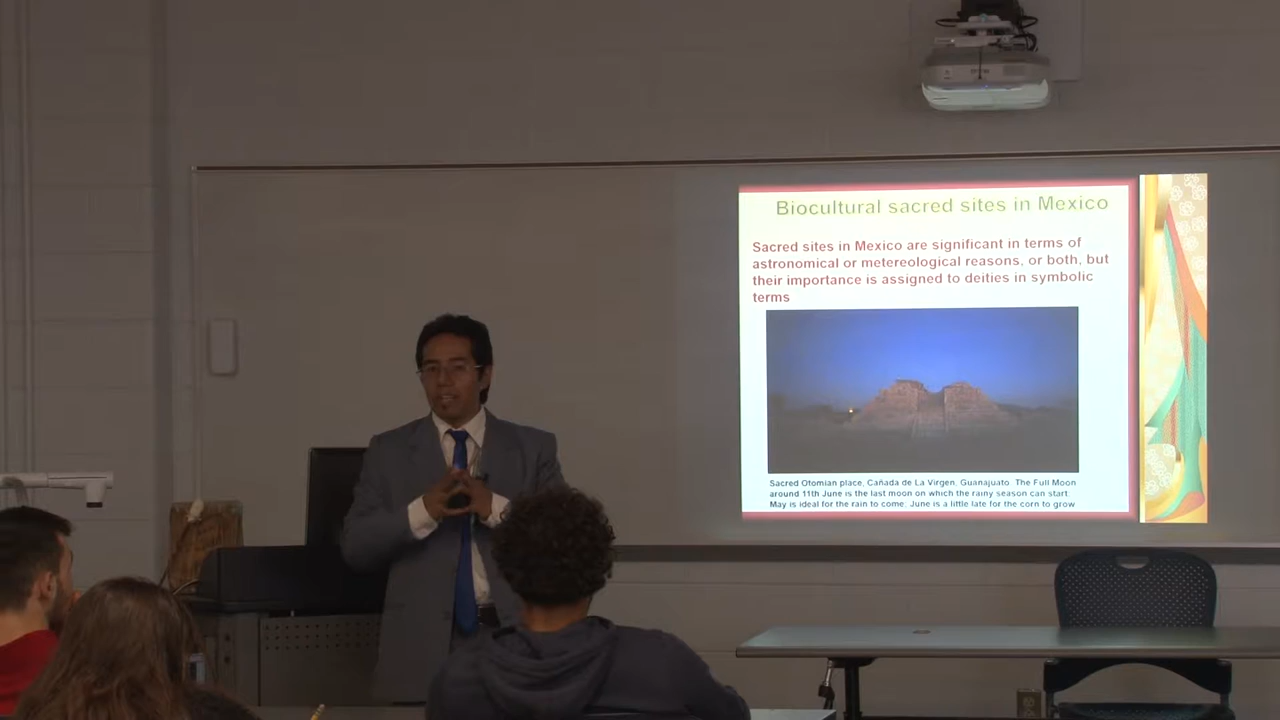 Biocultural sacred sites in Mexico
Sacred sites in Mexico are significant in terms of
astronomical or metereological reasons, or both, but
their importance is assigned to deities in symbolic
terms
Sacred Otomian place, Cañada de La Virgen, Guanajuato. The Full Moon
around 11th June is the last moon on which the rainy season can start
May is ideal for the rain to come. June is a little late for the corn to grow